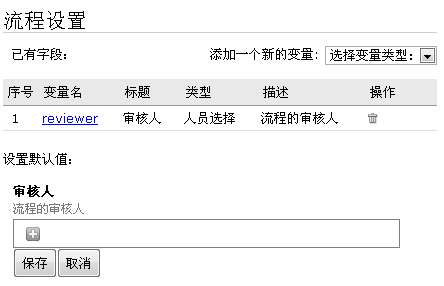 流程设置
已有字段： 添加一个新的变量： 选择变量类型：
序号 变量名 标题 类型 描述 操作
1 reviewer 审核人 人员选择 流程的审核人
设置默认值：
审核人
流程的审核人
保存 取消